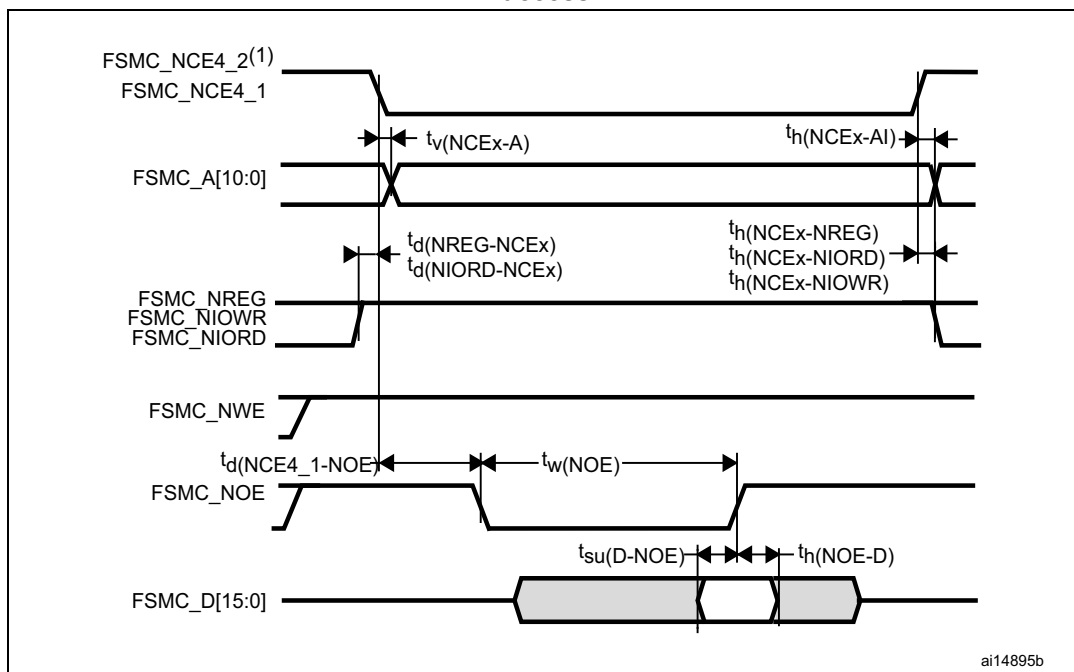 FSMC_NCE4_2(1)
FSMC_NCE4_1
tv(NCEx-A)
th(NCEx-AI)
FSMC_A[10:0]
td(NREG-NCEx)
td(NIORD-NCEx)
th(NCEx-NREG)
th(NCEx-NIORD)
th(NCEx-NIOWR)
FSMC_NREG
FSMC_NIOWR
FSMC_NIORD
FSMC_NWE
td(NCE4_1-NOE)
tw(NOE)
FSMC_NOE
tsu(D-NOE)
th(NOE-D)
FSMC_D[15:0]
ai14895b